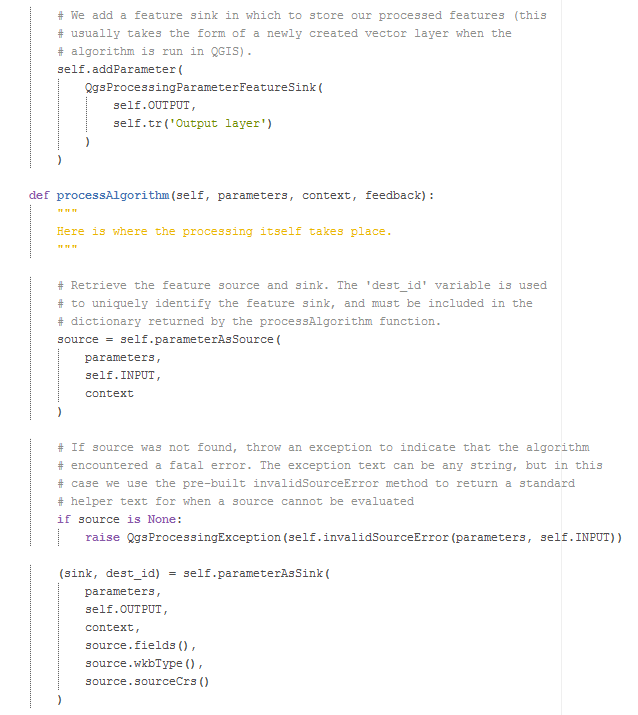 # We add a feature sink in which to store our processed features (this
# usually takes the form of a newly created vector layer when the
# algorithm is run in QGIS).
self.addParameter(
QgsProcessingParameterFeatureSink(
self.OUTPUT,
self.tr('Output layer')
)
)
def processAlgorithm(self, parameters, context, feedback):
"""
Here is where the processing itself takes place.
"""
# Retrieve the feature source and sink. The 'dest_id' variable is used
# to uniquely identify the feature sink, and must be included in the
# dictionary returned by the processAlgorithm function.
source = self.parameterAsSource(
parameters,
self.INPUT,
context
)
# If source was not found, throw an exception to indicate that the algorithm
# encountered a fatal error. The exception text can be any string, but in this
# case we use the pre-built invalidSourceError method to return a standard
# helper text for when a source cannot be evaluated
if source is None:
raise QgsProcessingException(self.invalidSourceError(parameters, self.INPUT))
(sink, dest_id) = self.parameterAsSink(
parameters,
self.OUTPUT,
context,
source.fields(),
source.wkbType(),
source.sourceCrs()
)